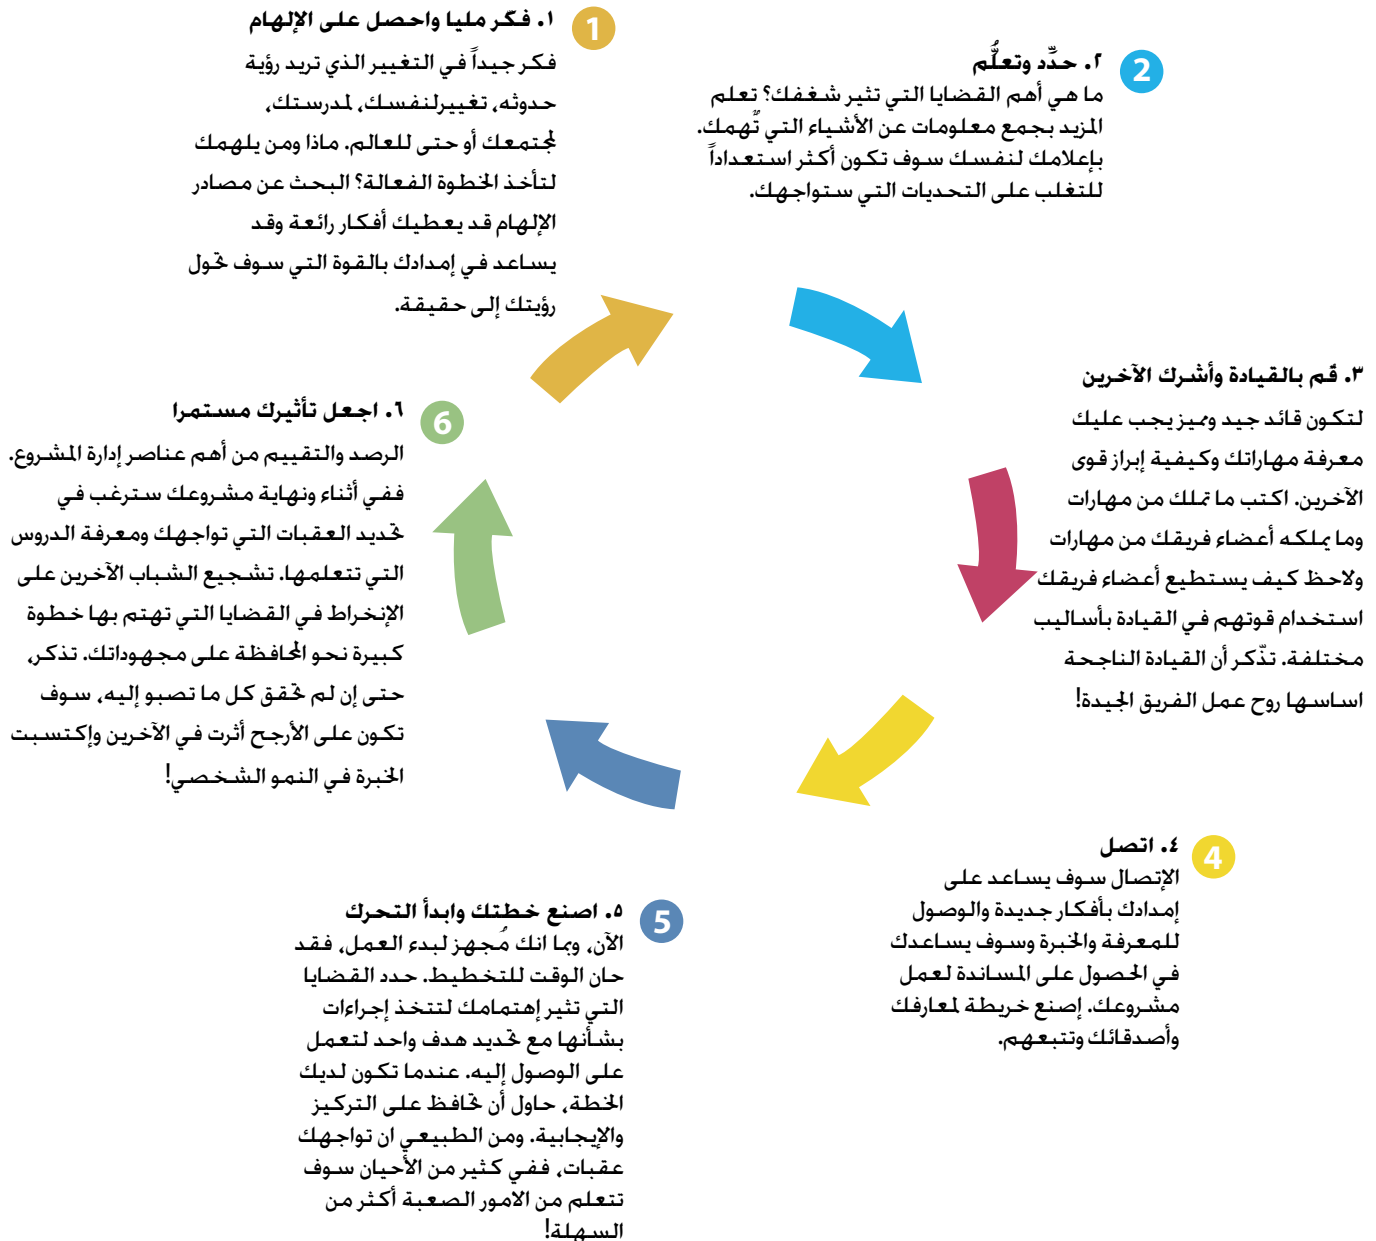 1
١. فكّر مليا واحصل على الإلهام
فكر جيداً في التغيير الذي تريد رؤية
حدوثه، تغييرلنفسك، لمدرستك،
لمجتمعك أو حتى للعالم. ماذا ومن يلهمك
لتأخذ الخطوة الفعالة؟ البحث عن مصادر
الإلهام قد يعطيك أفكار رائعة وقد
يساعد في إمدادك بالقوة التي سوف تحول
رؤيتك إلى حقيقة.
2
٢. حدِّد وتعلَّم
ما هي أهم القضايا التي تثير شغفك؟ تعلم
المزيد بجمع معلومات عن الأشياء التي تُهمك.
بإعلامك لنفسك سوف تكون أكثر استعداداً
للتغلب على التحديات التي ستواجهك.
٣. قُم بالقيادة وأشرك الآخرين
لتكون قائد جيد ومميز يجب عليك
معرفة مهاراتك وكيفية إبراز قوى
الآخرين. اكتب ما تملك من مهارات
وما يملكه أعضاء فريقك من مهارات
ولاحظ كيف يستطيع أعضاء فريقك
استخدام قوتهم في القيادة بأساليب
مختلفة. تذّكر أن القيادة الناجحة
اساسها روح عمل الفريق الجيدة!
4
٤. اتصل
الإتصال سوف يساعد على
إمدادك بأفكار جديدة والوصول
للمعرفة والخبرة وسوف يساعدك
في الحصول على المساندة لعمل
مشروعك. إصنع خريطة لمعارفك
وأصدقائك وتتبعهم.
5
٥. اصنع خطتك وابدأ التحرك
الآن، وبما انك مُجهز لبدء العمل، فقد
حان الوقت للتخطيط. حدد القضايا
التي تثير إهتمامك لتتخذ إجراءات
بشأنها مع تحديد هدف واحد لتعمل
على الوصول إليه. عندما تكون لديك
الخطة، حاول أن تحافظ على التركيز
والإيجابية. ومن الطبيعي ان تواجهك
عقبات، ففي كثير من الأحيان سوف
تتعلم من الامور الصعبة أكثر من
السهلة!
6
٦. اجعل تأثيرك مستمرا
الرصد والتقييم من أهم عناصر إدارة المشروع.
ففي أثناء ونهاية مشروعك سترغب في
تحديد العقبات التي تواجهك ومعرفة الدروس
التي تتعلمها. تشجيع الشباب الآخرين على
الإنخراط في القضايا التي تهتم بها خطوة
كبيرة نحو المحافظة على مجهوداتك. تذكر،
حتى إن لم تحقق كل ما تصبو إليه، سوف
تكون على الأرجح أثرت في الآخرين وإكتسبت
الخبرة في النمو الشخصي!